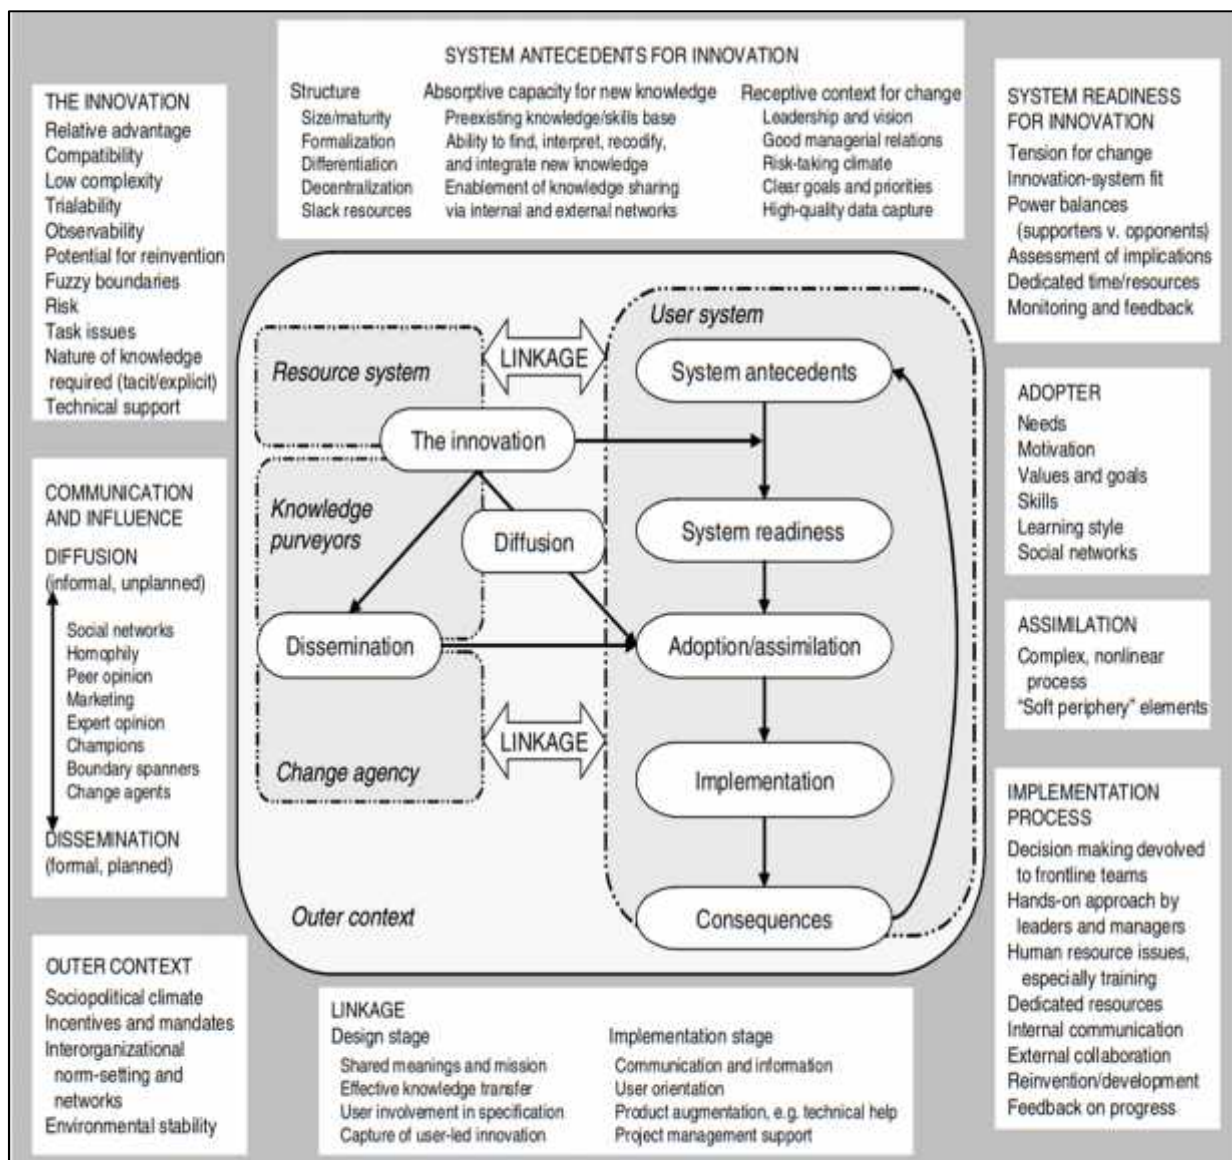 SYSTEM ANTECEDENTS FOR INNOVATION
Structure
Size/maturity
Formalization
Differentiation
Decentralization
Slack resources
Absorptive capacity for new knowledge
Preexisting knowledge/skills base
Ability to find, interpret, recodify,
and integrate new knowledge
Enablement of knowledge sharing
via internal and external networks
Receptive context for change
Leadership and vision
Good managerial relations
Risk-taking climate
Clear goals and priorities
High-quality data capture
THE INNOVATION
Relative advantage
Compatibility
Low complexity
Trialability
Observability
Potential for reinvention
Fuzzy boundaries
Risk
Task issues
Nature of knowledge
required (tacit/explicit)
Technical support
COMMUNICATION
AND INFLUENCE
DIFFUSION
(informal, unplanned)
Social networks
Homophily
Peer opinion
Marketing
Expert opinion
Champions
Boundary spanners
Change agents
DISSEMINATION
(formal, planned)
OUTER CONTEXT
Sociopolitical climate
Incentives and mandates
Interorganizational
norm-setting and
networks
Environmental stability
Resource system
LINKAGE
User system
System antecedents
The innovation
Knowledge
purveyors
Diffusion
System readiness
Dissemination
Adoption/assimilation
Change agency
LINKAGE
Implementation
Outer context
Consequences
LINKAGE
Design stage
Shared meanings and mission
Effective knowledge transfer
User involvement in specification
Capture of user-led innovation
Implementation stage
Communication and information
User orientation
Product augmentation, e.g. technical help
Project management support
SYSTEM READINESS
FOR INNOVATION
Tension for change
Innovation-system fit
Power balances
(supporters v. opponents)
Assessment of implications
Dedicated time/resources
Monitoring and feedback
ADOPTER
Needs
Motivation
Values and goals
Skills
Learning style
Social networks
ASSIMILATION
Complex, nonlinear
process
"Soft periphery" elements
IMPLEMENTATION
PROCESS
Decision making devolved
to frontline teams
Hands-on approach by
leaders and managers
Human resource issues,
especially training
Dedicated resources
Internal communication
External collaboration
Reinvention/development
Feedback on progress